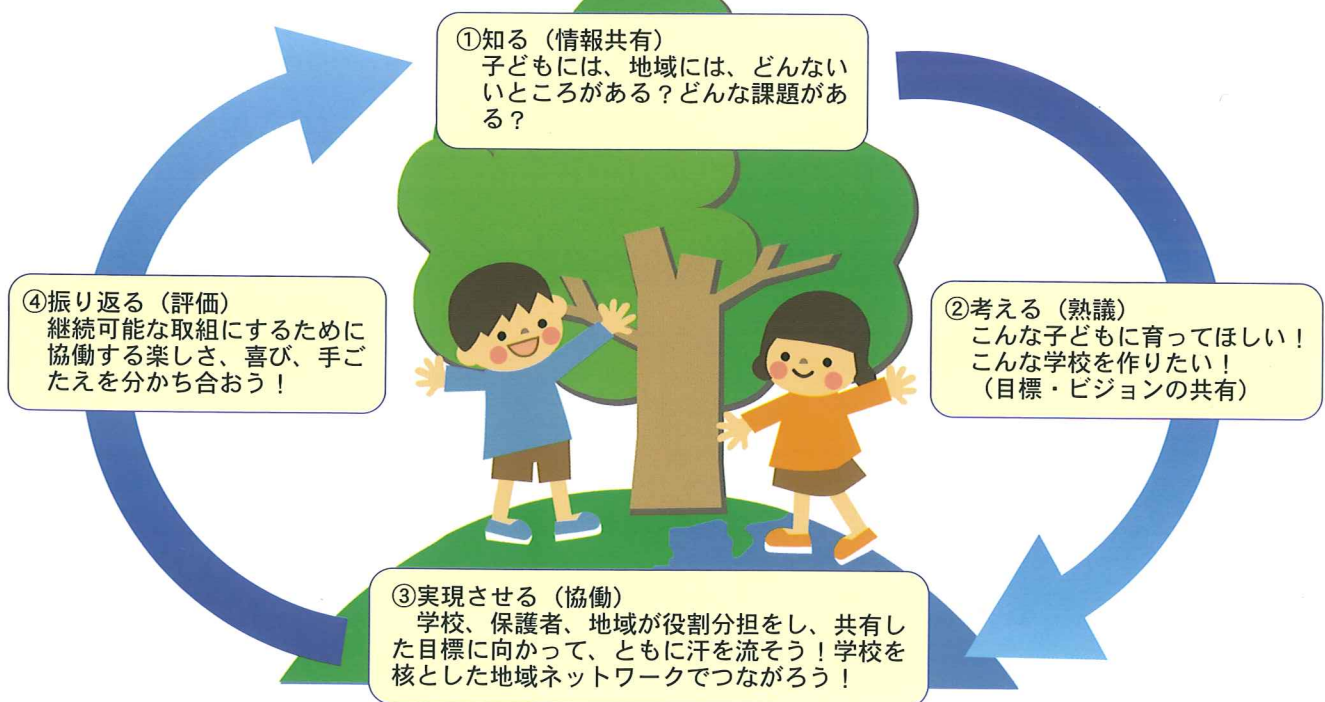 ①知る（情報共有）
子どもには、地域には、どんない
いところがある？どんな課題があ
る？
②考える（熟議）
こんな子どもに育ってほしい！
こんな学校を作りたい！
（目標・ビジョンの共有）
③実現させる（協働）
学校、保護者、地域が役割分担をし、共有し
た目標に向かって、ともに汗を流そう！学校を
核とした地域ネットワークでつながろう！
④振り返る（評価）
継続可能な取組にするために
協働する楽しさ、喜び、手ご
たえを分かち合おう！